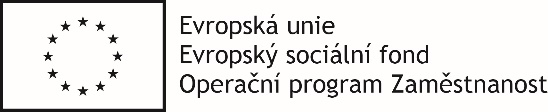 Evropská unie
Evropský sociální fond
Operační program Zaměstnanost